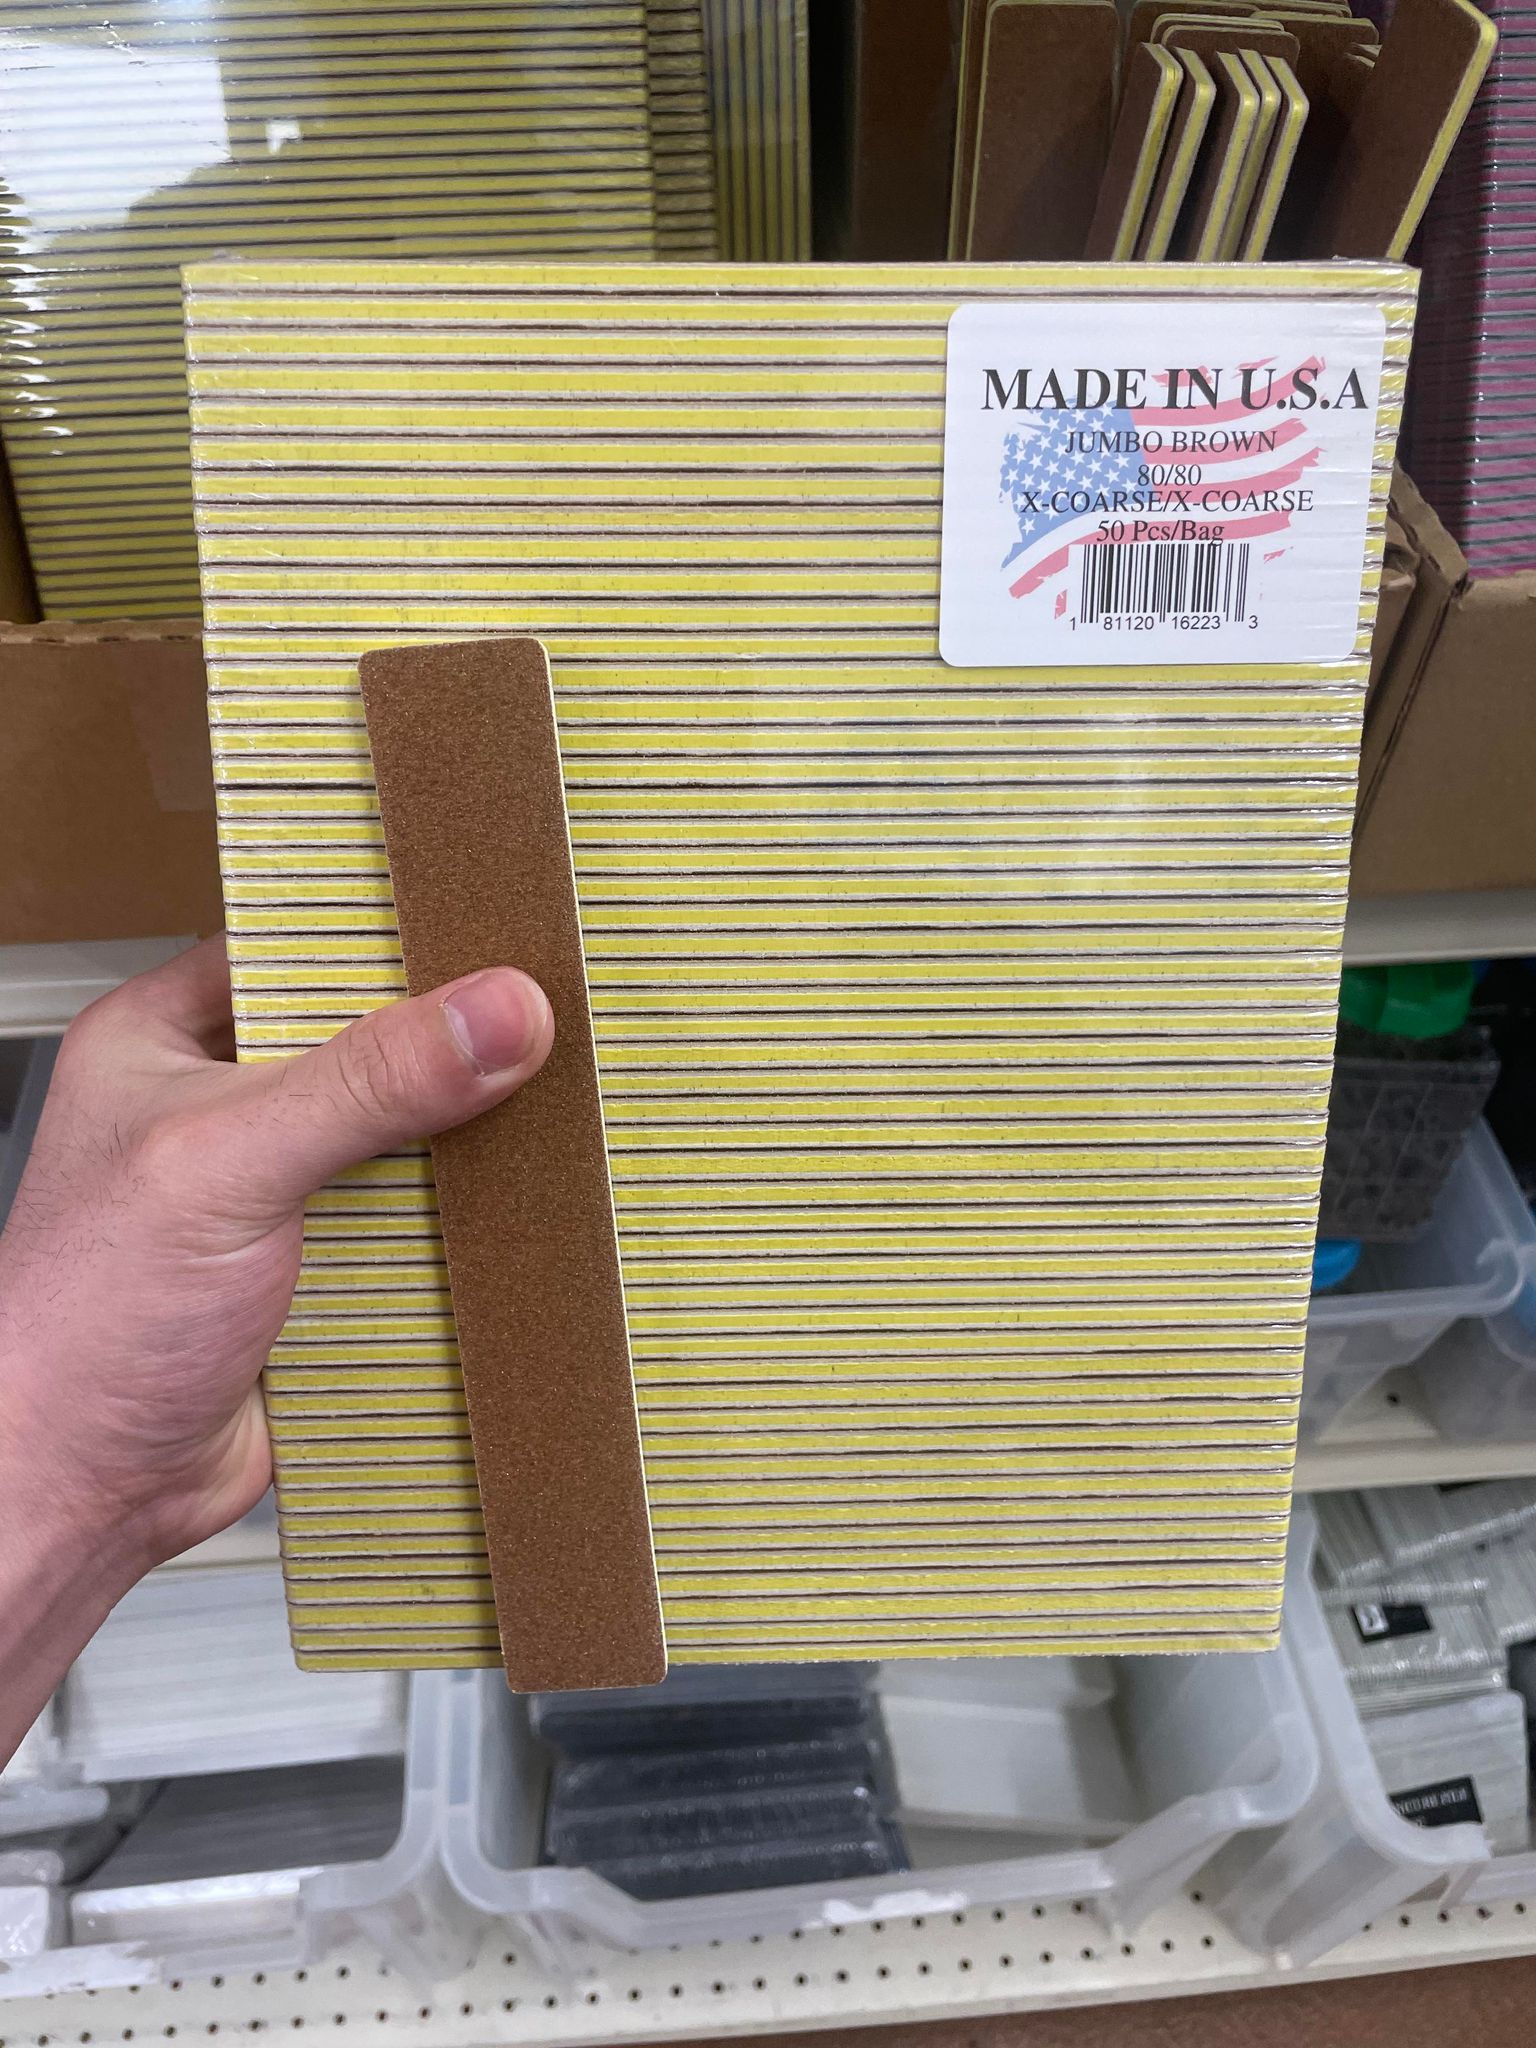 MADE IN U.S.A
JUMBO BROWN
80/80
X-COARSE/X-COARSE
50 Pcs/Bag
1 81120 16223 3